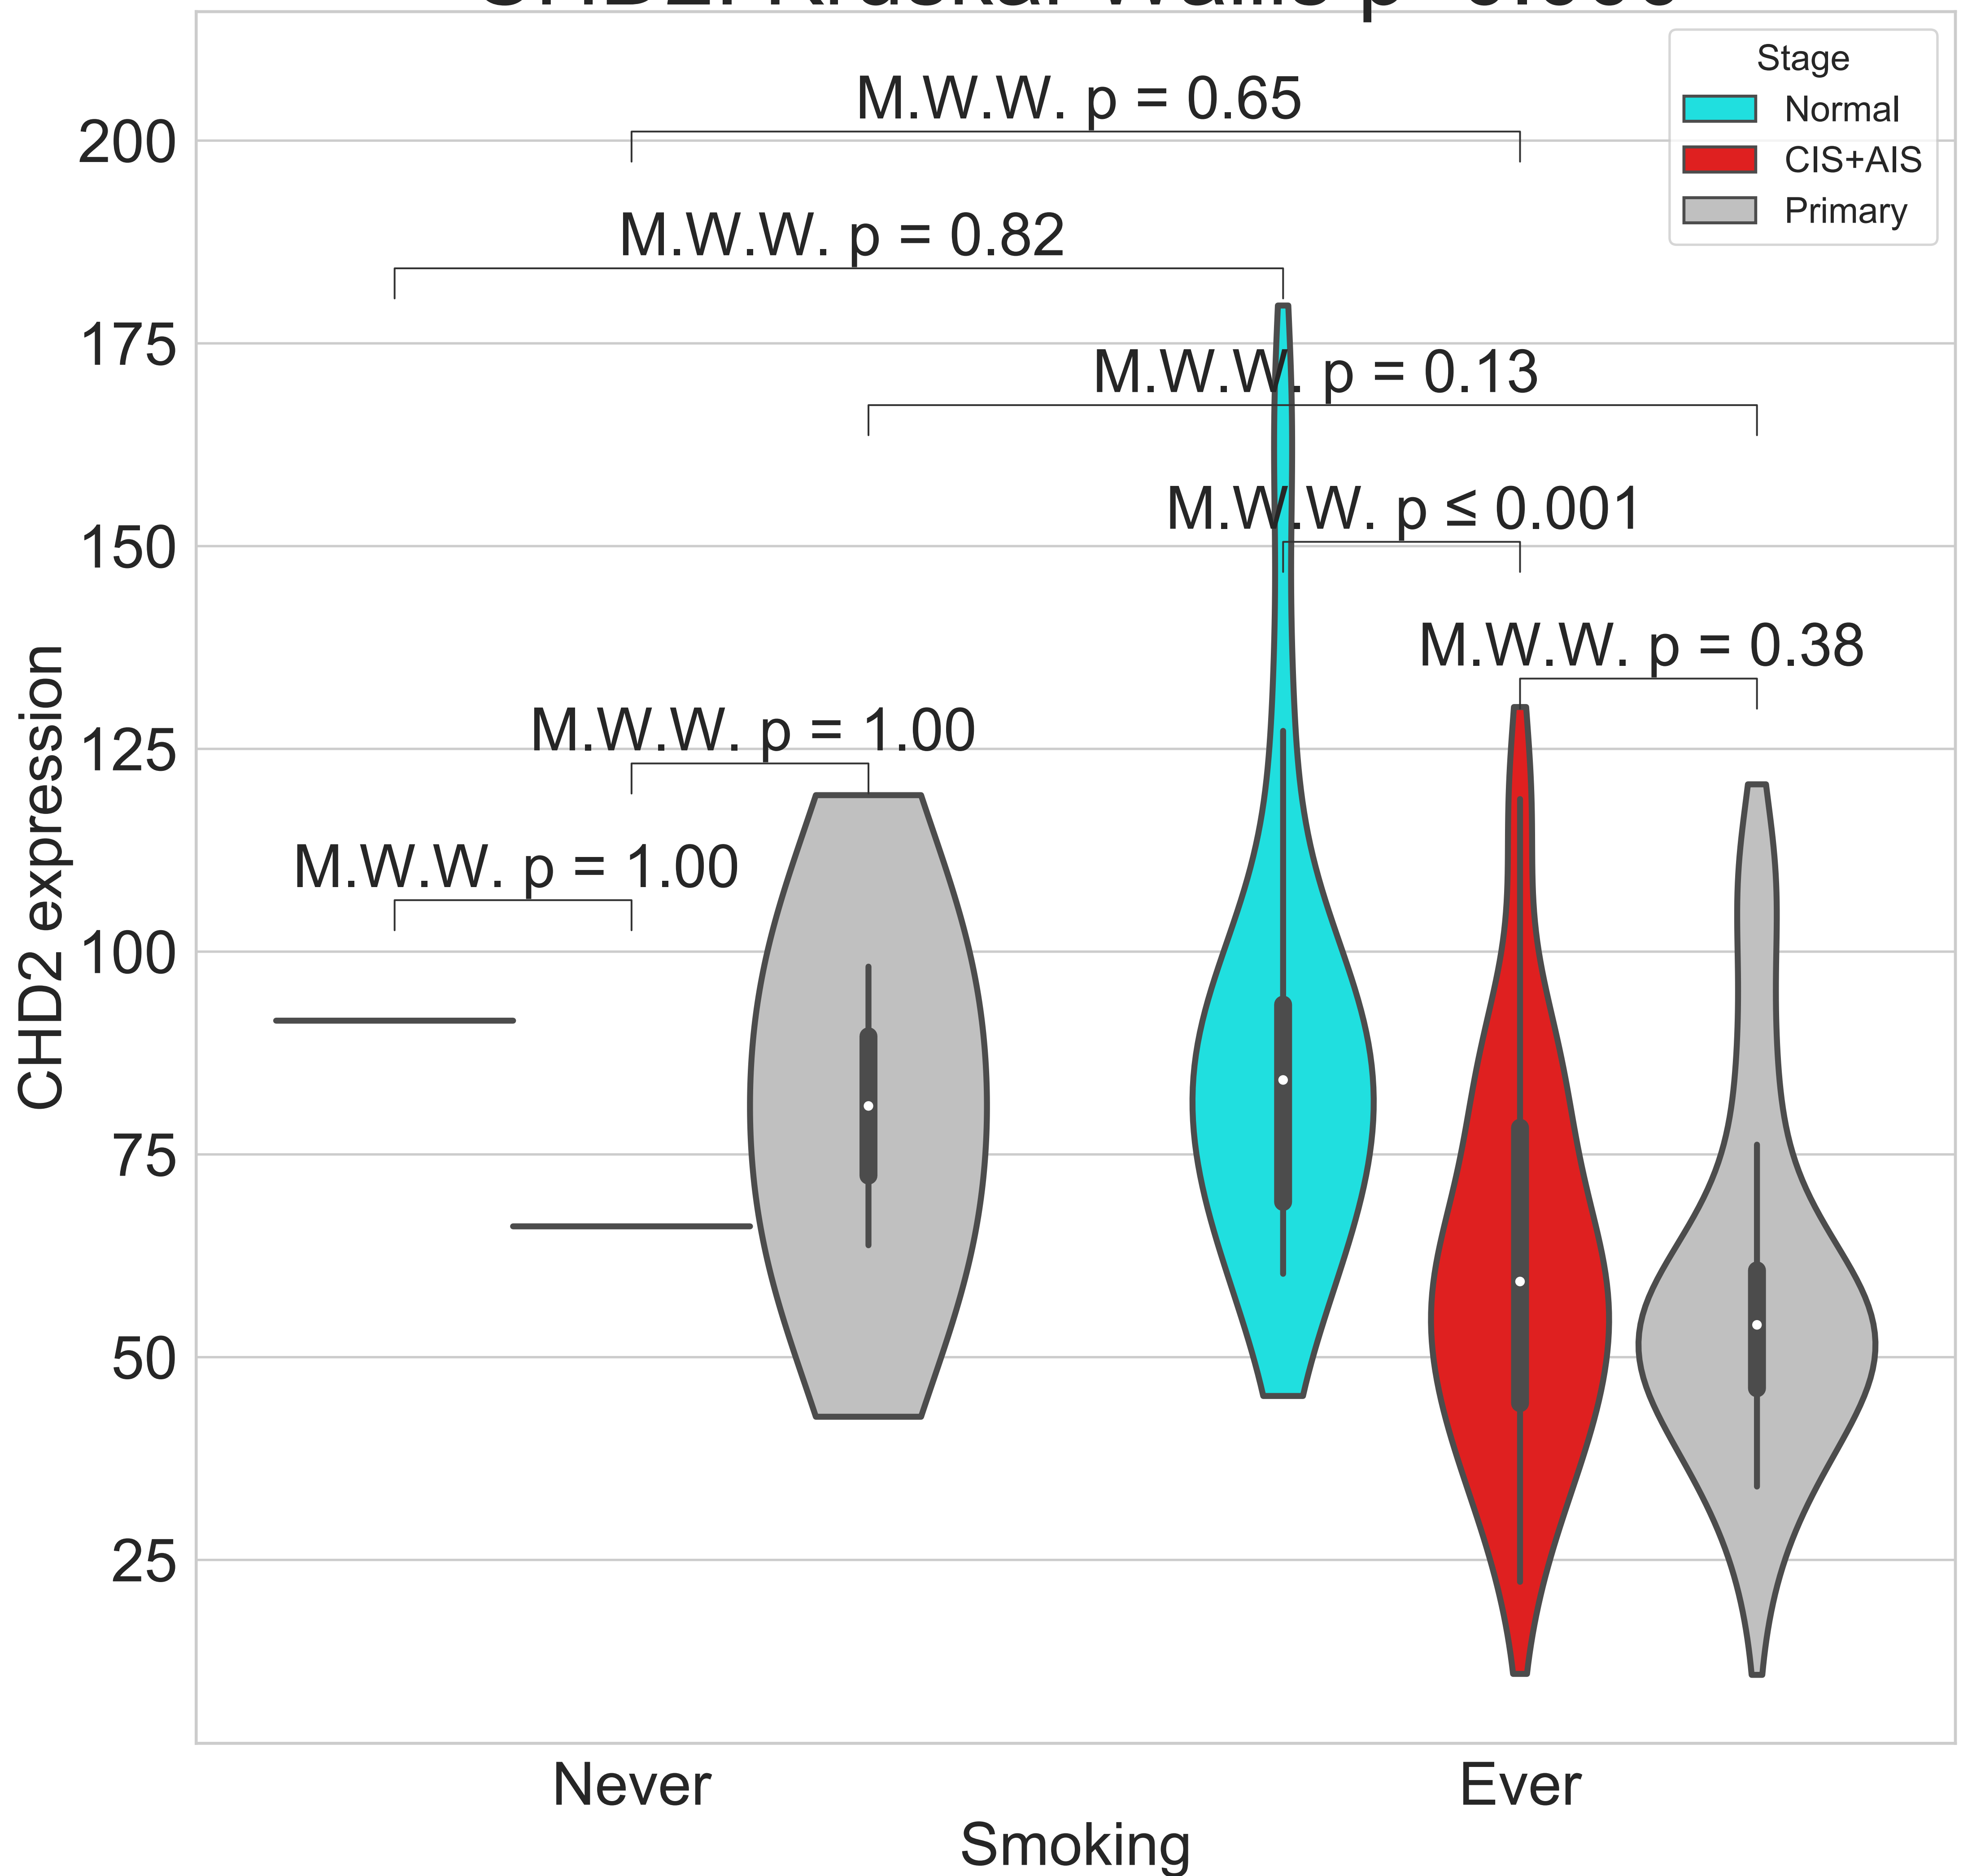 Stage
Normal
CIS+AIS
Primary
M.W.W. p = 0.65
M.W.W. p = 0.82
M.W.W. p = 0.13
M.W.W. p ≤ 0.001
M.W.W. p = 0.38
M.W.W. p = 1.00
M.W.W. p = 1.00
200
175
150
125
100
75
50
25
CHD2 expression
Never
Ever
Smoking